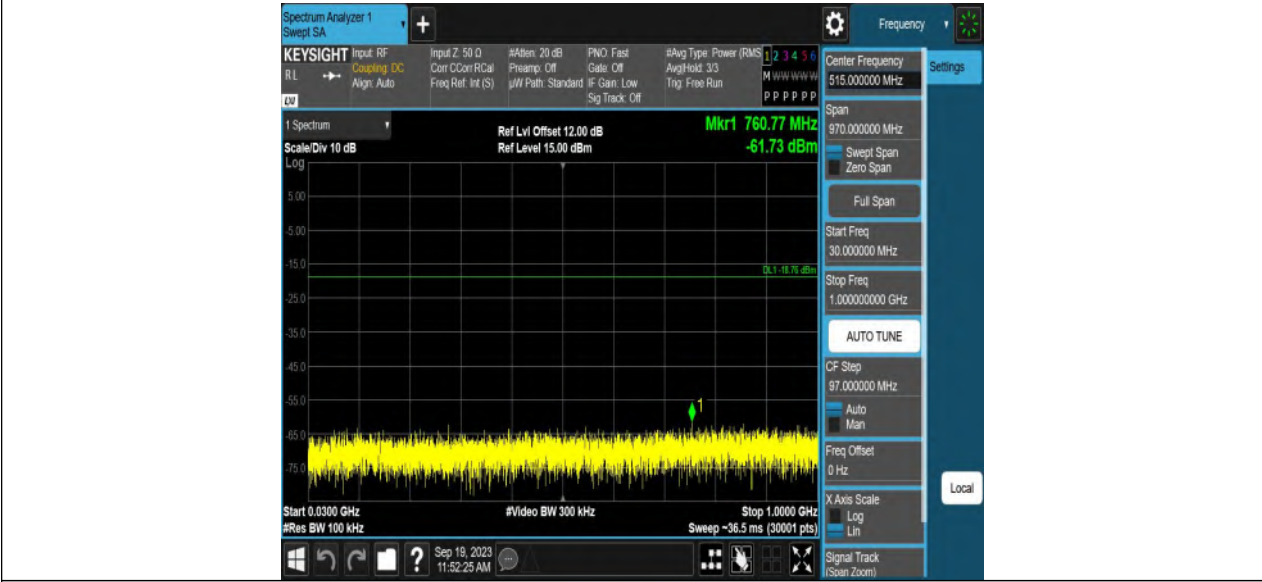 Spectrum Analyzer 1
Swept SA
+
Frequency
KEYSIGHT
RL
LXI
Input: RF
Coupling: DC
Align: Auto
Input Z: 50 Ω
Corr CCorr RCal
Freq Ref: Int (S)
#Atten: 20 dB
Preamp: Off
µW Path: Standard
PNO: Fast
Gate: Off
IF Gain: Low
Sig Track: Off
#Avg Type: Power (RMS
Avg|Hold: 3/3
Trig: Free Run
1 2 3 4 5 6
M W W W W W
P P P P P P
1 Spectrum
Scale/Div 10 dB
Log
Ref Lvl Offset 12.00 dB
Ref Level 15.00 dBm
Mkr1 760.77 MHz
-61.73 dBm
5.00
-5.00
-15.0
-25.0
-35.0
-45.0
-55.0
-65.0
-75.0
DL1 -18.76 dBm
1
Start 0.0300 GHz
#Res BW 100 kHz
#Video BW 300 kHz
Stop 1.0000 GHz
Sweep ~36.5 ms (30001 pts)
Center Frequency
515.000000 MHz
Settings
Span
970.000000 MHz
Swept Span
Zero Span
Full Span
Start Freq
30.000000 MHz
Stop Freq
1.000000000 GHz
AUTO TUNE
CF Step
97.000000 MHz
Auto
Man
Freq Offset
0 Hz
X Axis Scale
Log
Lin
Local
Signal Track
(Span Zoom)
?
Sep 19, 2023
11:52:25 AM